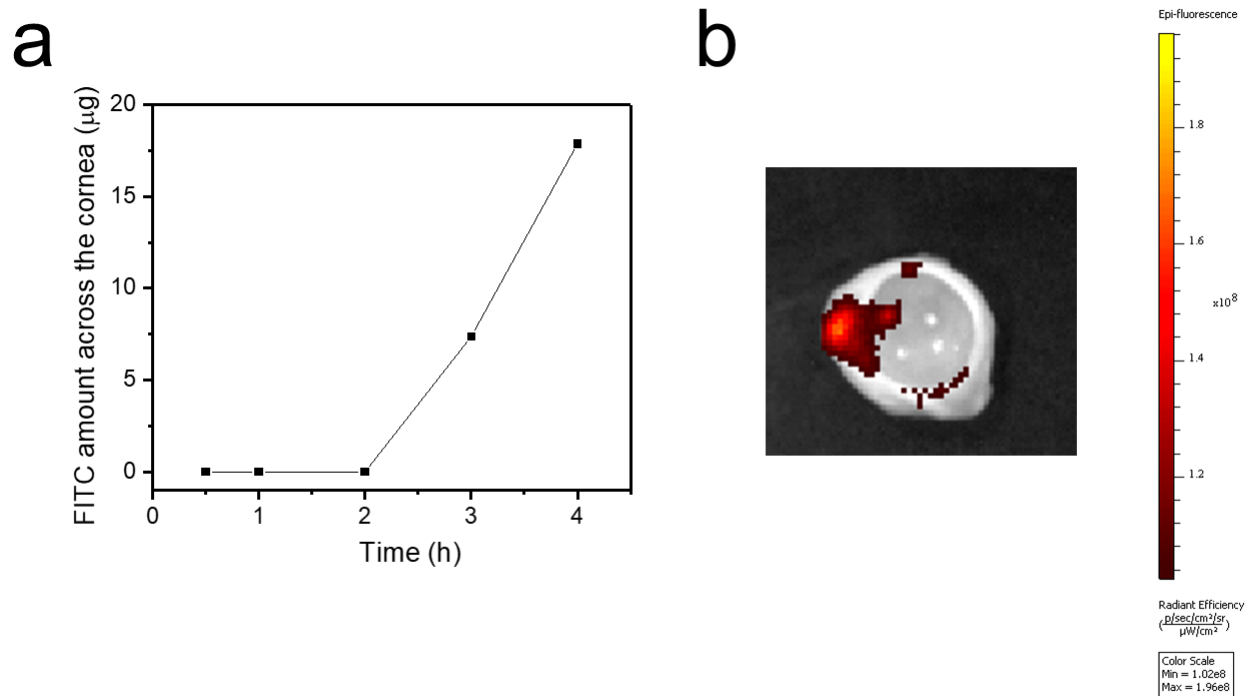 a
FITC amount across the cornea (μg)
20
15
10
5
0
0 1 2 3 4
Time (h)
b
Epi-fluorescence
1.8
1.6
x10⁸
1.4
1.2
Radiant Efficiency
(p/sec/cm²/sr
μW/cm²)
Color Scale
Min = 1.02e8
Max = 1.96e8